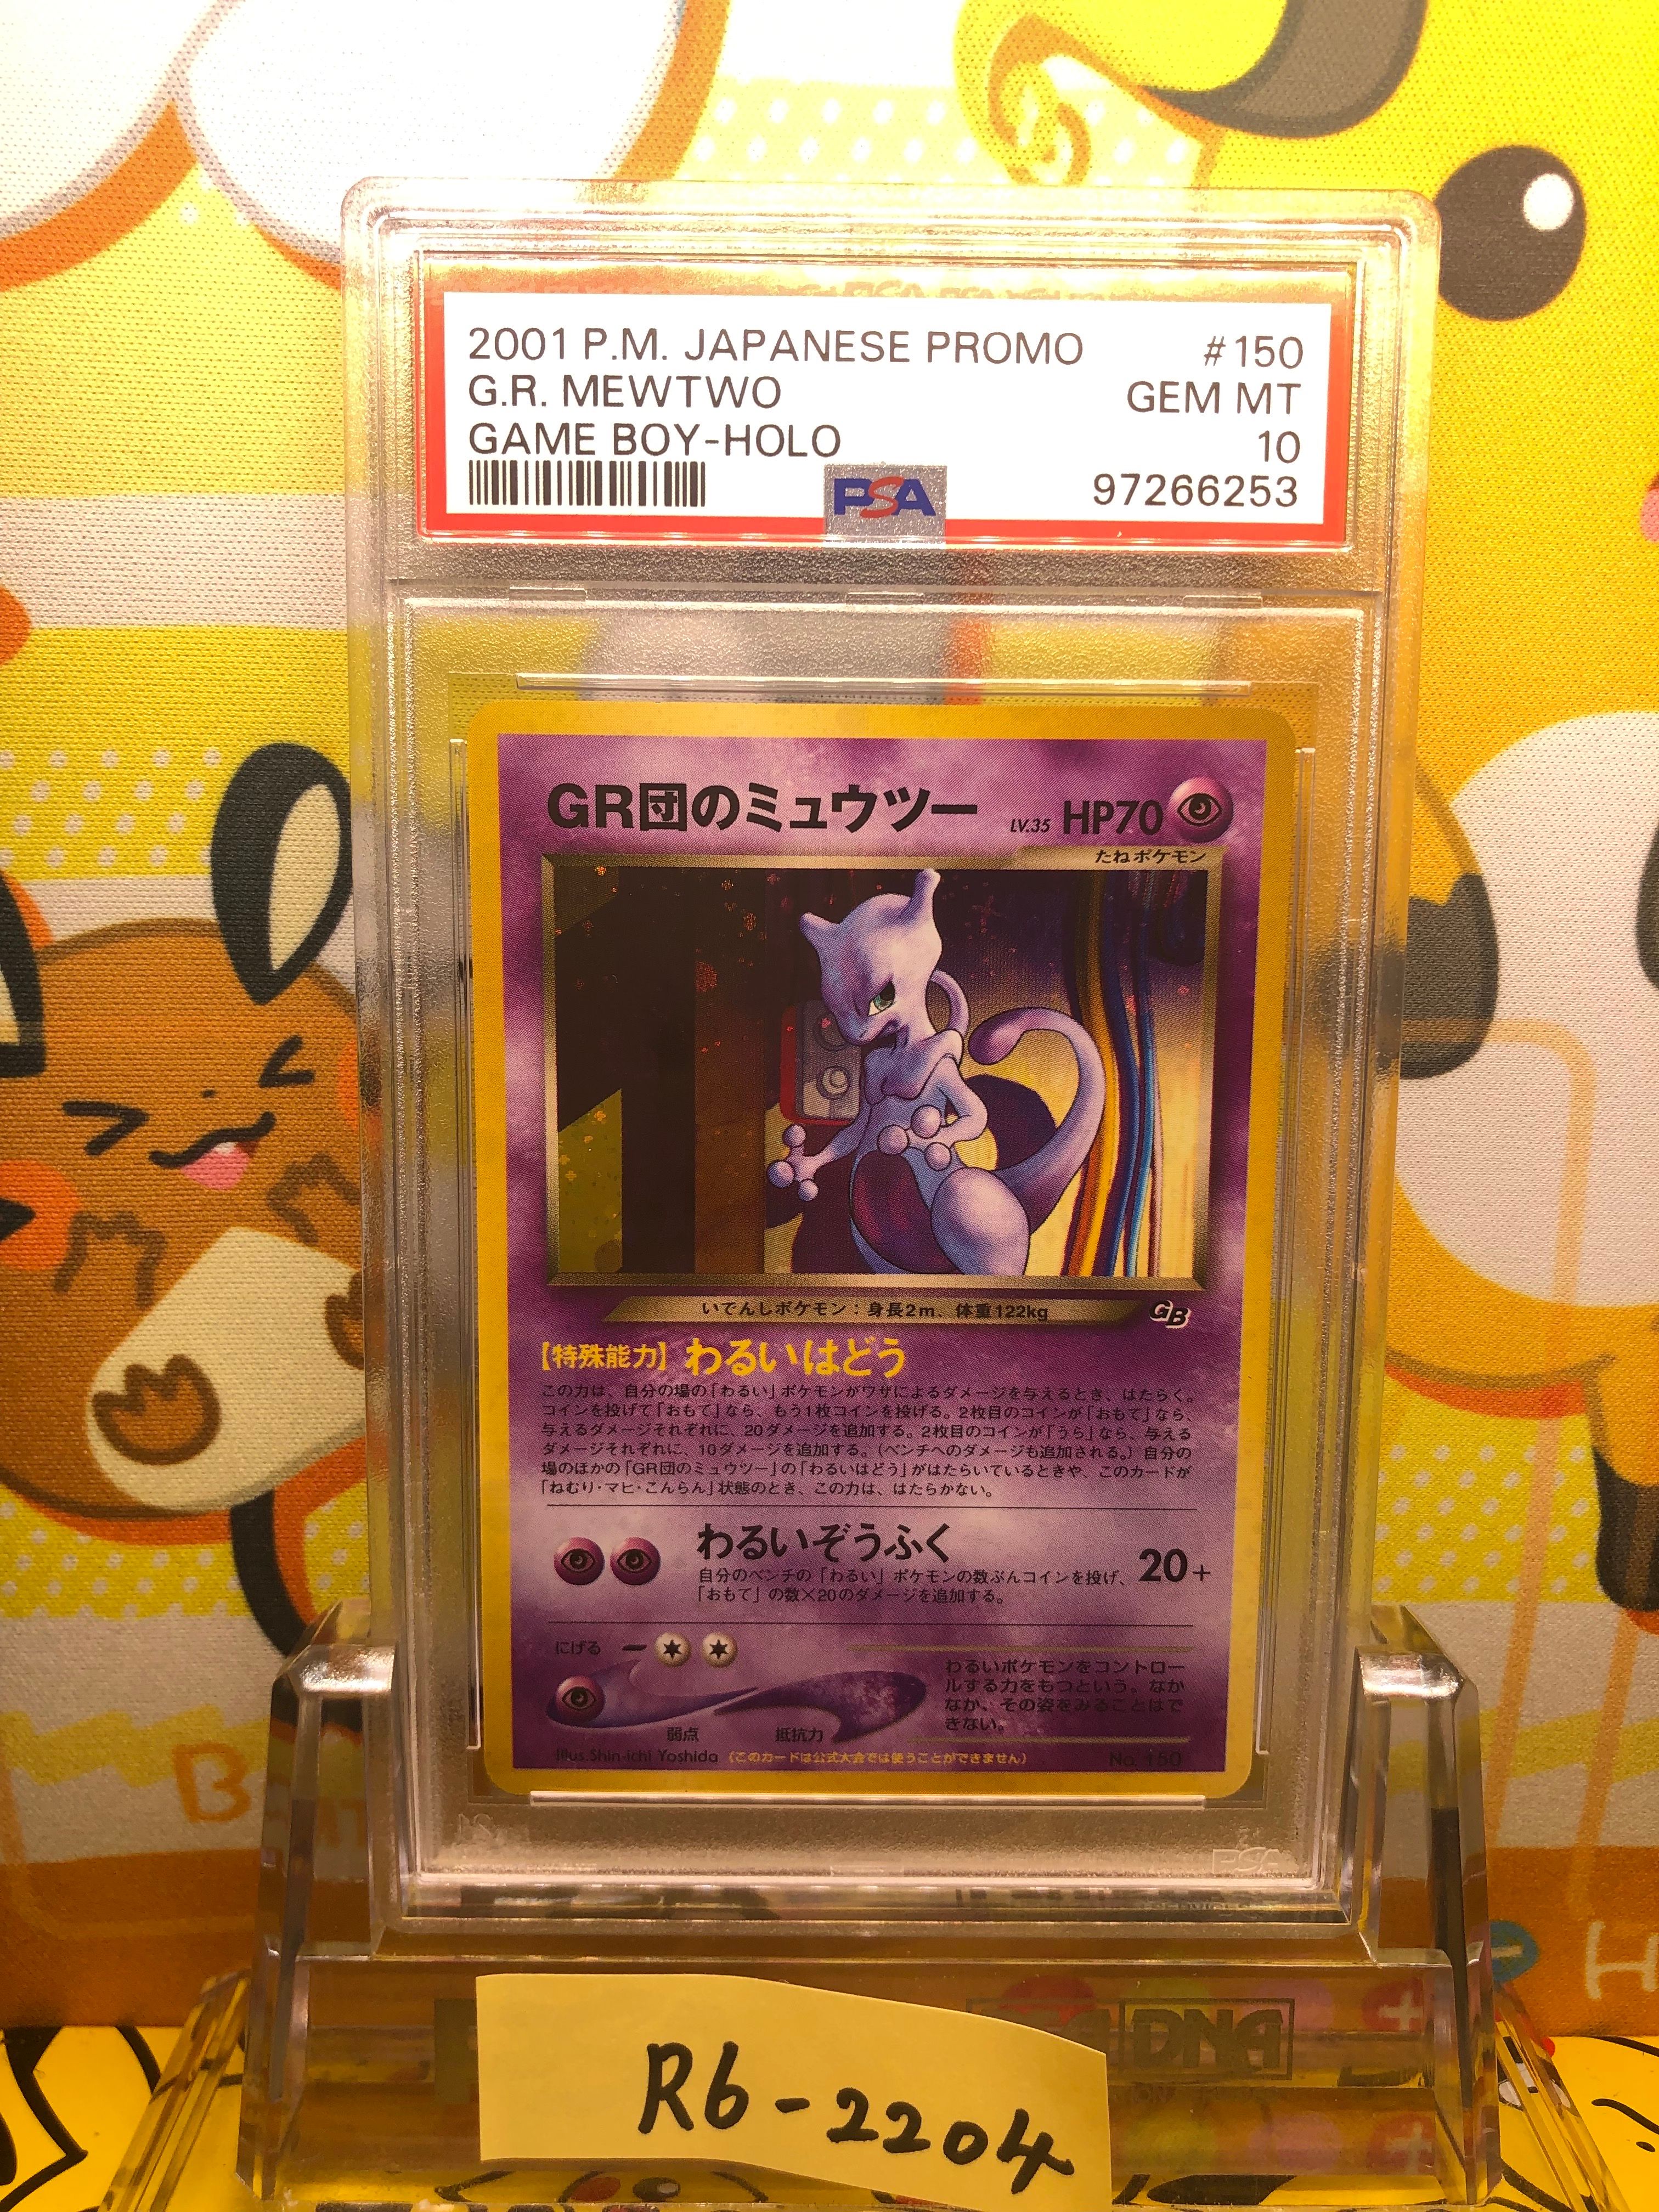 2001 P.M. JAPANESE PROMO #150
G.R. MEWTWO GEM MT
GAME BOY-HOLO 10
PSA 97266253
GR団のミュウツー LV.35 HP70
たねポケモン
いでんしポケモン：身長2m、体重122kg GB
【特殊能力】わるいはどう
この力は、自分の場の「わるい」ポケモンがワザによるダメージを与えるとき、はたらく。
コインを投げて「おもて」なら、もう1枚コインを投げる。2枚目のコインが「おもて」なら、
与えるダメージそれぞれに、20ダメージを追加する。2枚目のコインが「うら」なら、与える
ダメージそれぞれに、10ダメージを追加する。（ベンチへのダメージも追加される。）自分の
場のほかの「GR団のミュウツー」の「わるいはどう」がはたらいているときや、このカードが
「ねむり・マヒ・こんらん」状態のとき、この力は、はたらかない。
わるいぞうふく 20+
自分のベンチの「わるい」ポケモンの数ぶんコインを投げ、
「おもて」の数×20のダメージを追加する。
にげる
わるいポケモンをコントロー
ルする力をもつという。なか
なか、その姿をみることはで
きない。
弱点 抵抗力
Illus.Shin-ichi Yoshida （このカードは公式大会では使うことができません） No.150
PSA
DNA
R6-2204